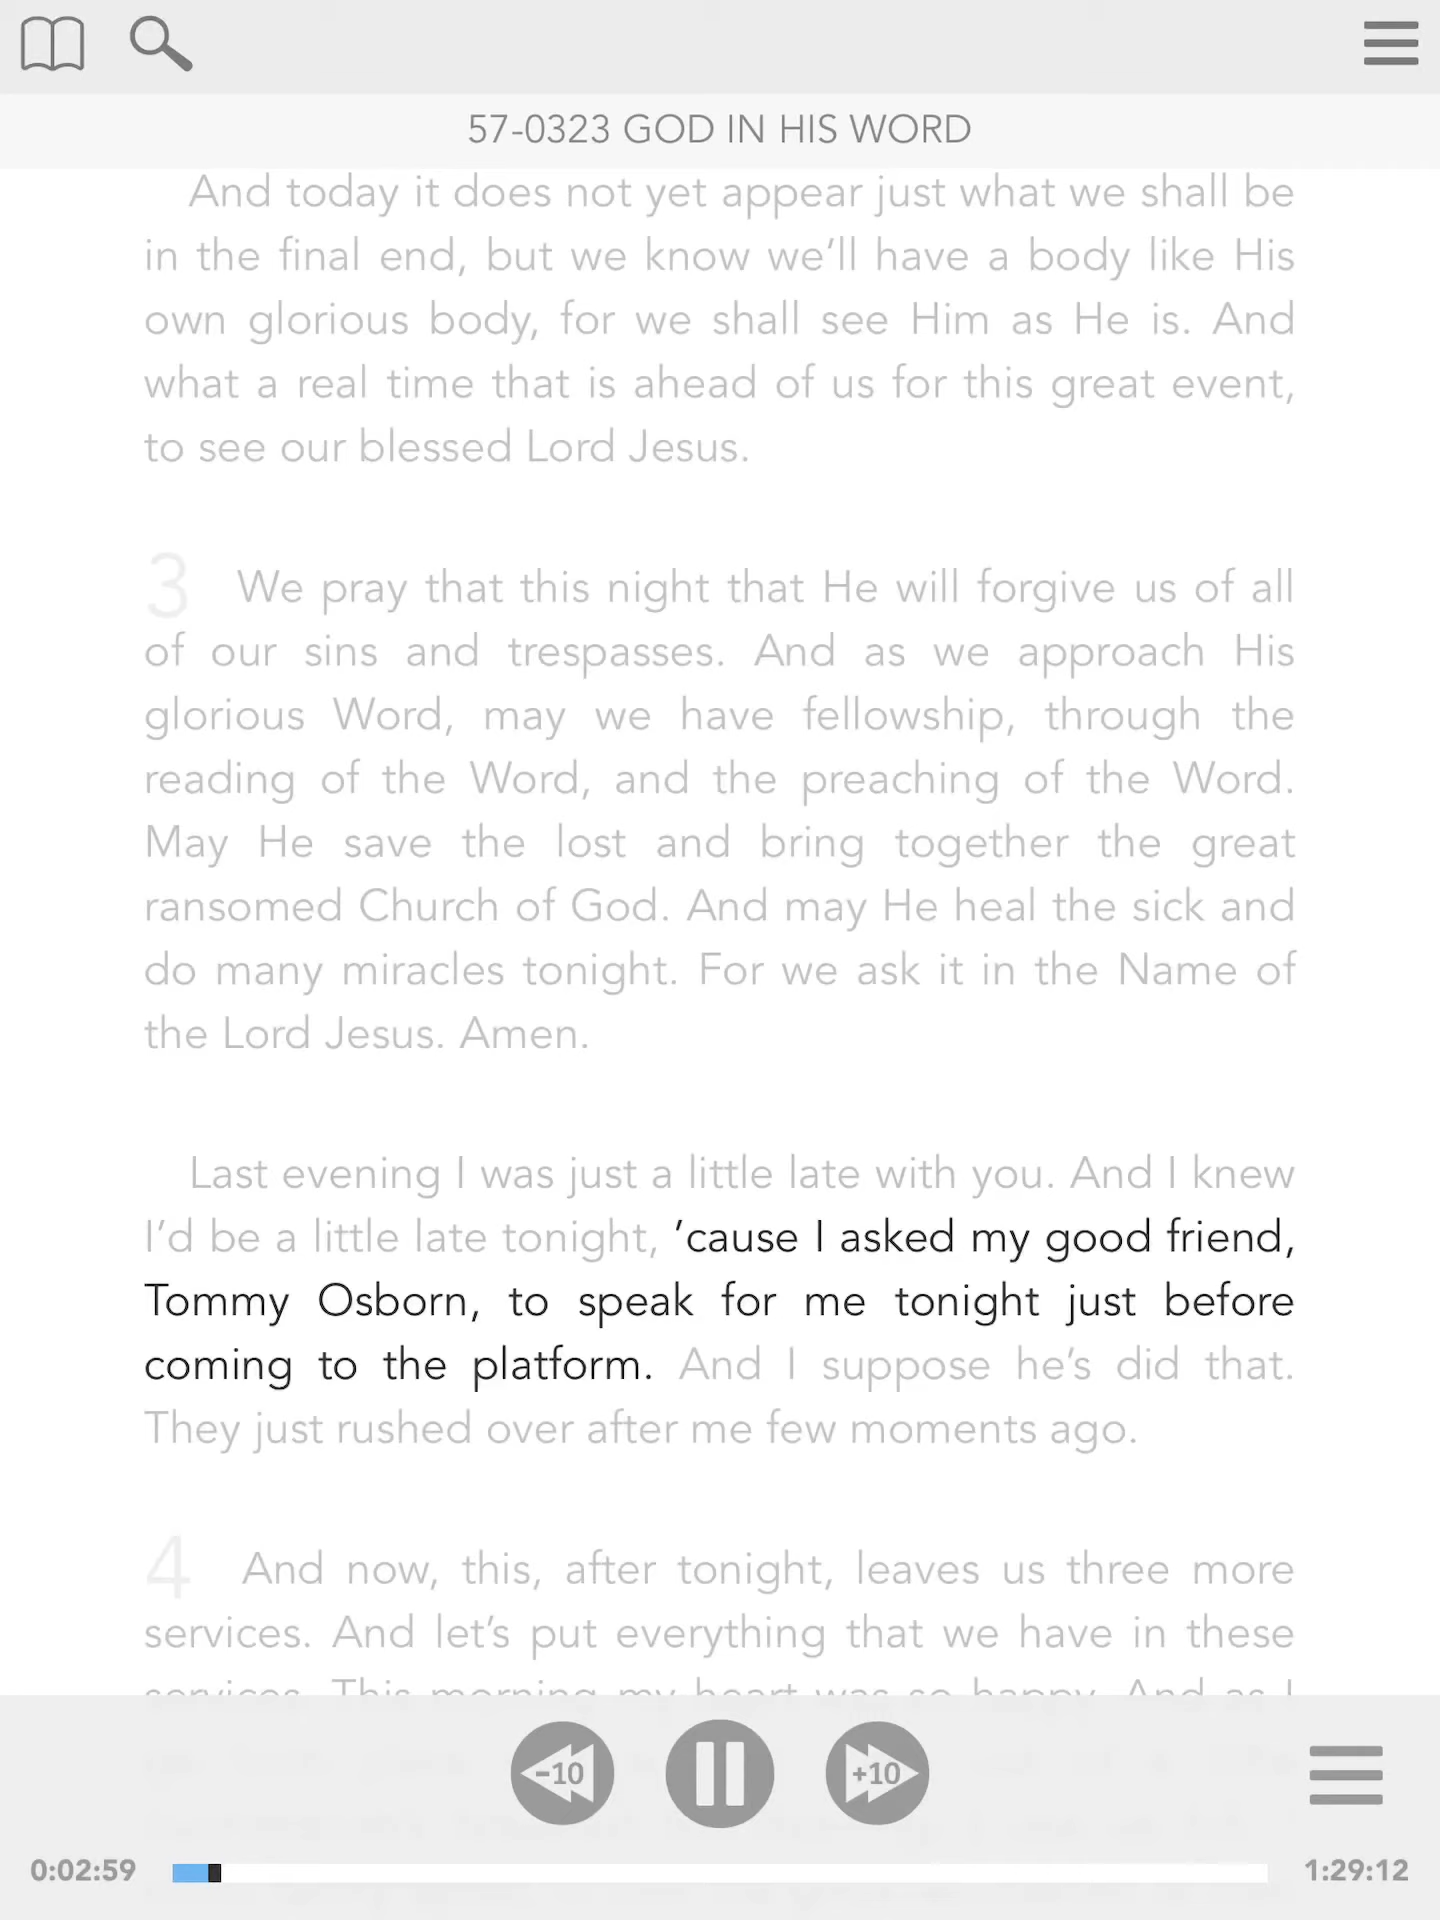 57-0323 GOD IN HIS WORD
And today it does not yet appear just what we shall be
in the final end, but we know we’ll have a body like His
own glorious body, for we shall see Him as He is. And
what a real time that is ahead of us for this great event,
to see our blessed Lord Jesus.
3 We pray that this night that He will forgive us of all
of our sins and trespasses. And as we approach His
glorious Word, may we have fellowship, through the
reading of the Word, and the preaching of the Word.
May He save the lost and bring together the great
ransomed Church of God. And may He heal the sick and
do many miracles tonight. For we ask it in the Name of
the Lord Jesus. Amen.
Last evening I was just a little late with you. And I knew
I’d be a little late tonight, ’cause I asked my good friend,
Tommy Osborn, to speak for me tonight just before
coming to the platform. And I suppose he’s did that.
They just rushed over after me few moments ago.
4 And now, this, after tonight, leaves us three more
services. And let’s put everything that we have in these
services. This morning my heart was so happy. And as I
-10
+10
0:02:59
1:29:12